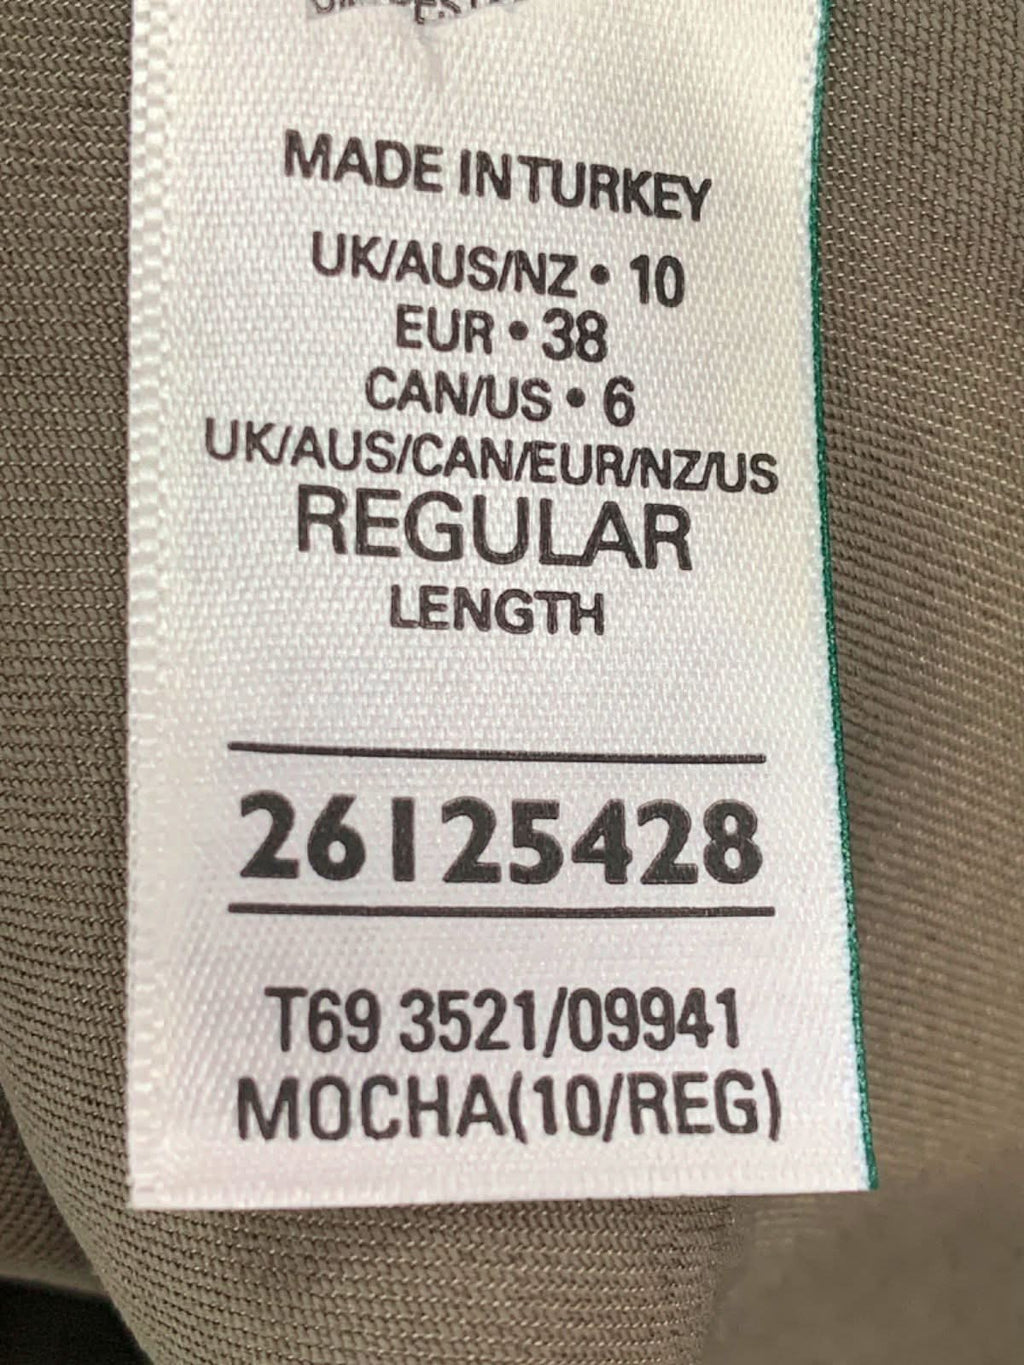 MADE IN TURKEY
UK/AUS/NZ • 10
EUR • 38
CAN/US • 6
UK/AUS/CAN/EUR/NZ/US
REGULAR
LENGTH
26125428
T69 3521/09941
MOCHA(10/REG)